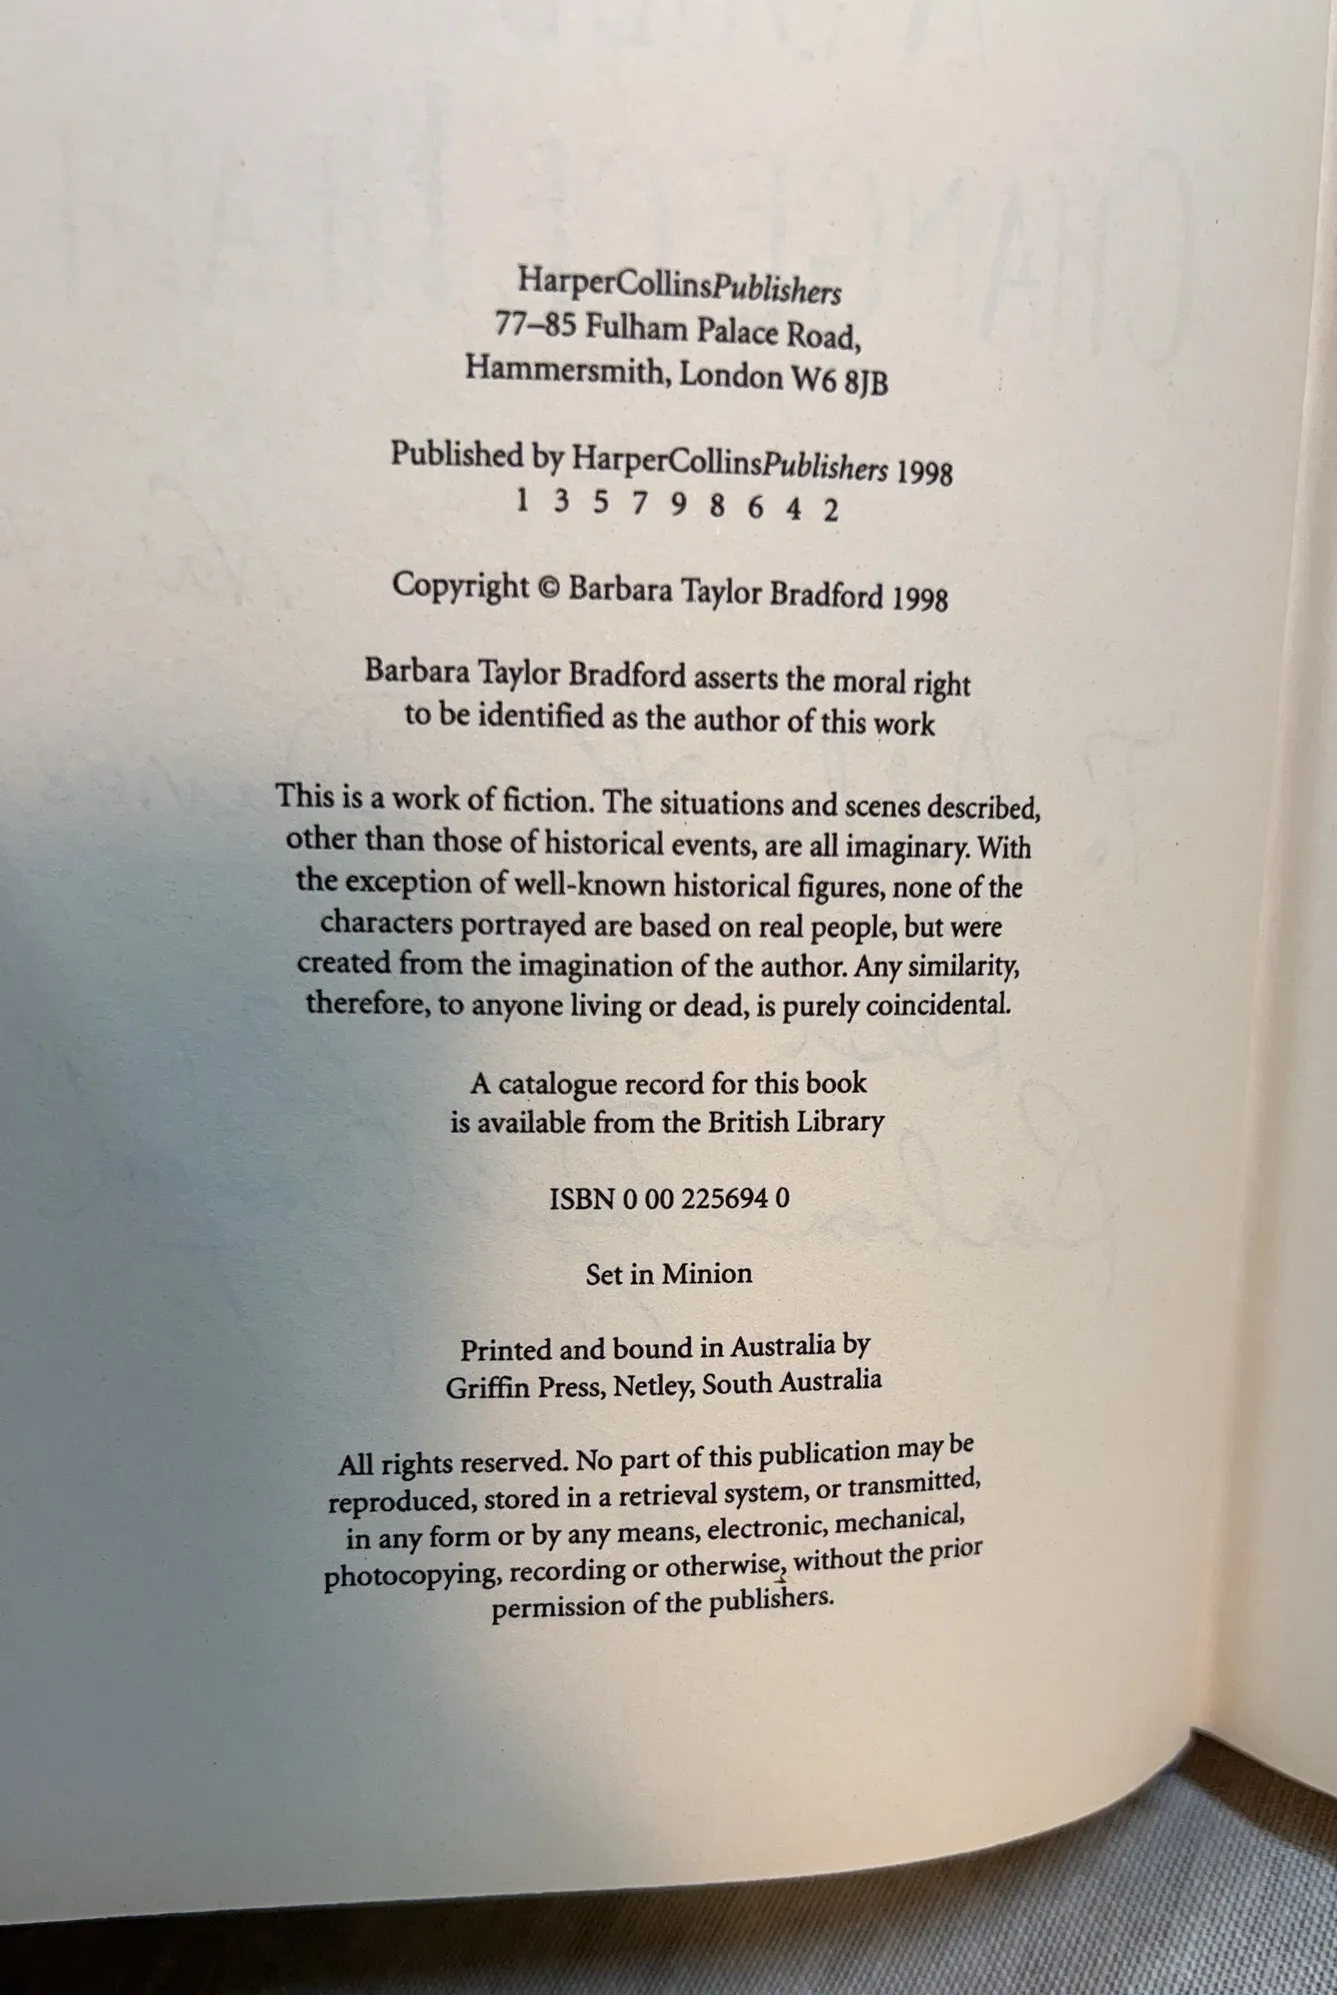 HarperCollinsPublishers
77–85 Fulham Palace Road,
Hammersmith, London W6 8JB
Published by HarperCollinsPublishers 1998
1 3 5 7 9 8 6 4 2
Copyright © Barbara Taylor Bradford 1998
Barbara Taylor Bradford asserts the moral right
to be identified as the author of this work
This is a work of fiction. The situations and scenes described,
other than those of historical events, are all imaginary. With
the exception of well-known historical figures, none of the
characters portrayed are based on real people, but were
created from the imagination of the author. Any similarity,
therefore, to anyone living or dead, is purely coincidental.
A catalogue record for this book
is available from the British Library
ISBN 0 00 225694 0
Set in Minion
Printed and bound in Australia by
Griffin Press, Netley, South Australia
All rights reserved. No part of this publication may be
reproduced, stored in a retrieval system, or transmitted,
in any form or by any means, electronic, mechanical,
photocopying, recording or otherwise, without the prior
permission of the publishers.